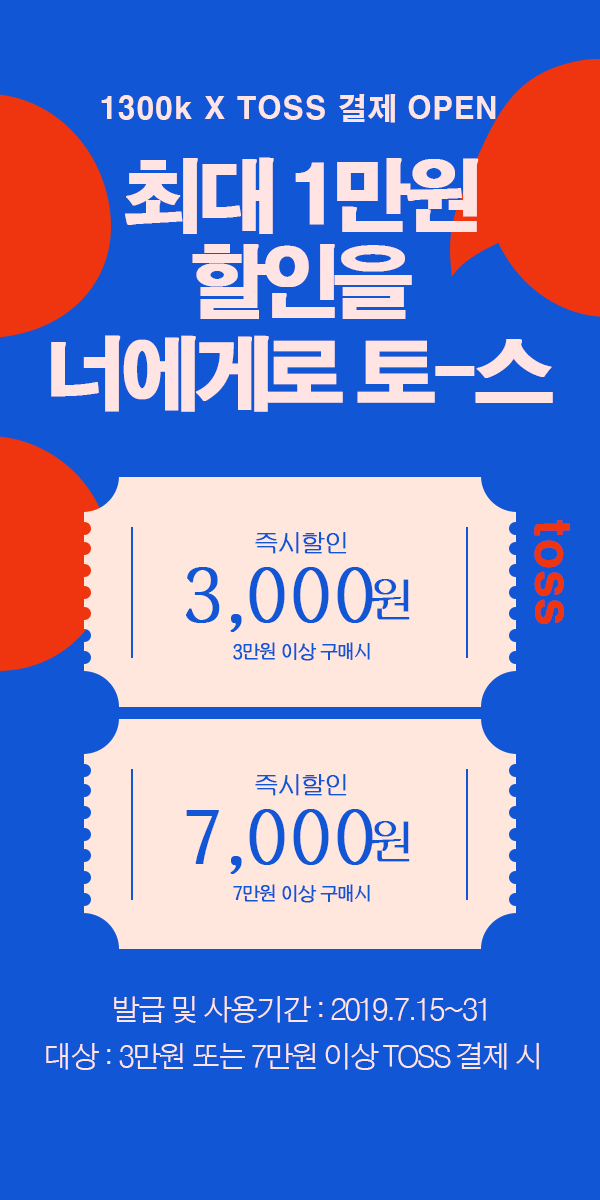 1300k X TOSS 결제 OPEN
최대 1만원
할인을
너에게로 토-스
즉시할인
3,000원
3만원 이상 구매시
toss
즉시할인
7,000원
7만원 이상 구매시
발급 및 사용기간 : 2019.7.15~31
대상 : 3만원 또는 7만원 이상 TOSS 결제 시